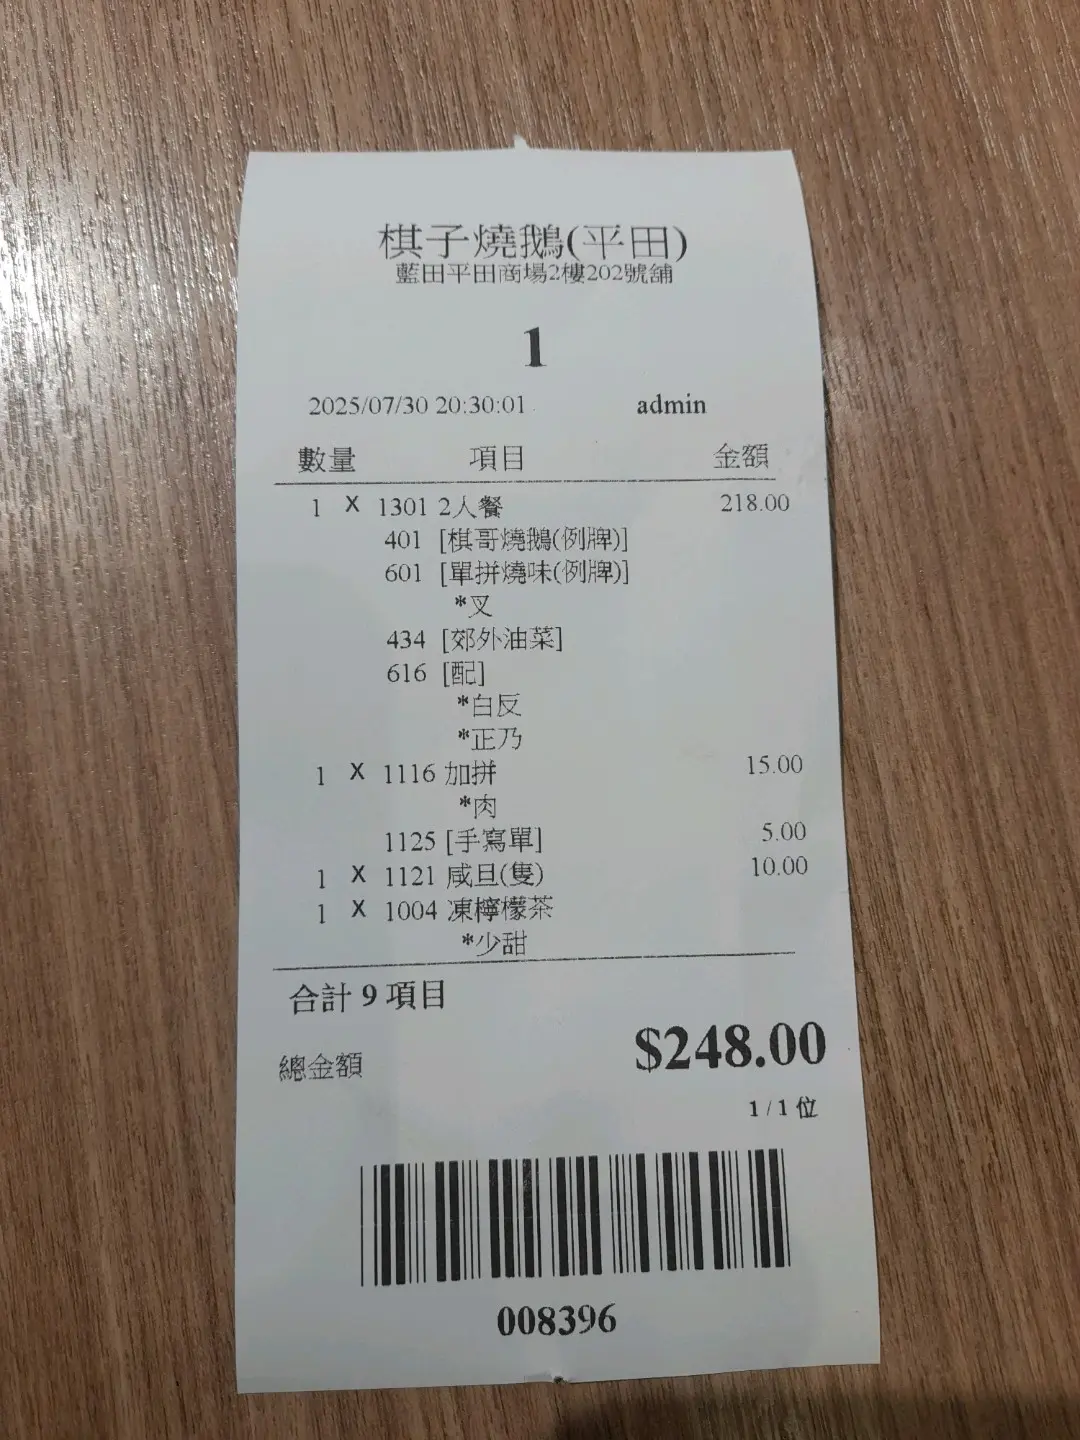 棋子燒鵝(平田)
藍田平田商場2樓202號舖
1
2025/07/30 20:30:01 admin
數量 項目 金額
1 X 1301 2人餐 218.00
401 [棋哥燒鵝(例牌)]
601 [單拼燒味(例牌)]
*叉
434 [郊外油菜]
616 [配]
*白反
*正乃
1 X 1116 加拼 15.00
*肉
1125 [手寫單] 5.00
1 X 1121 咸旦(隻) 10.00
1 X 1004 凍檸檬茶
*少甜
合計 9 項目
總金額 $248.00
1 / 1 位
008396